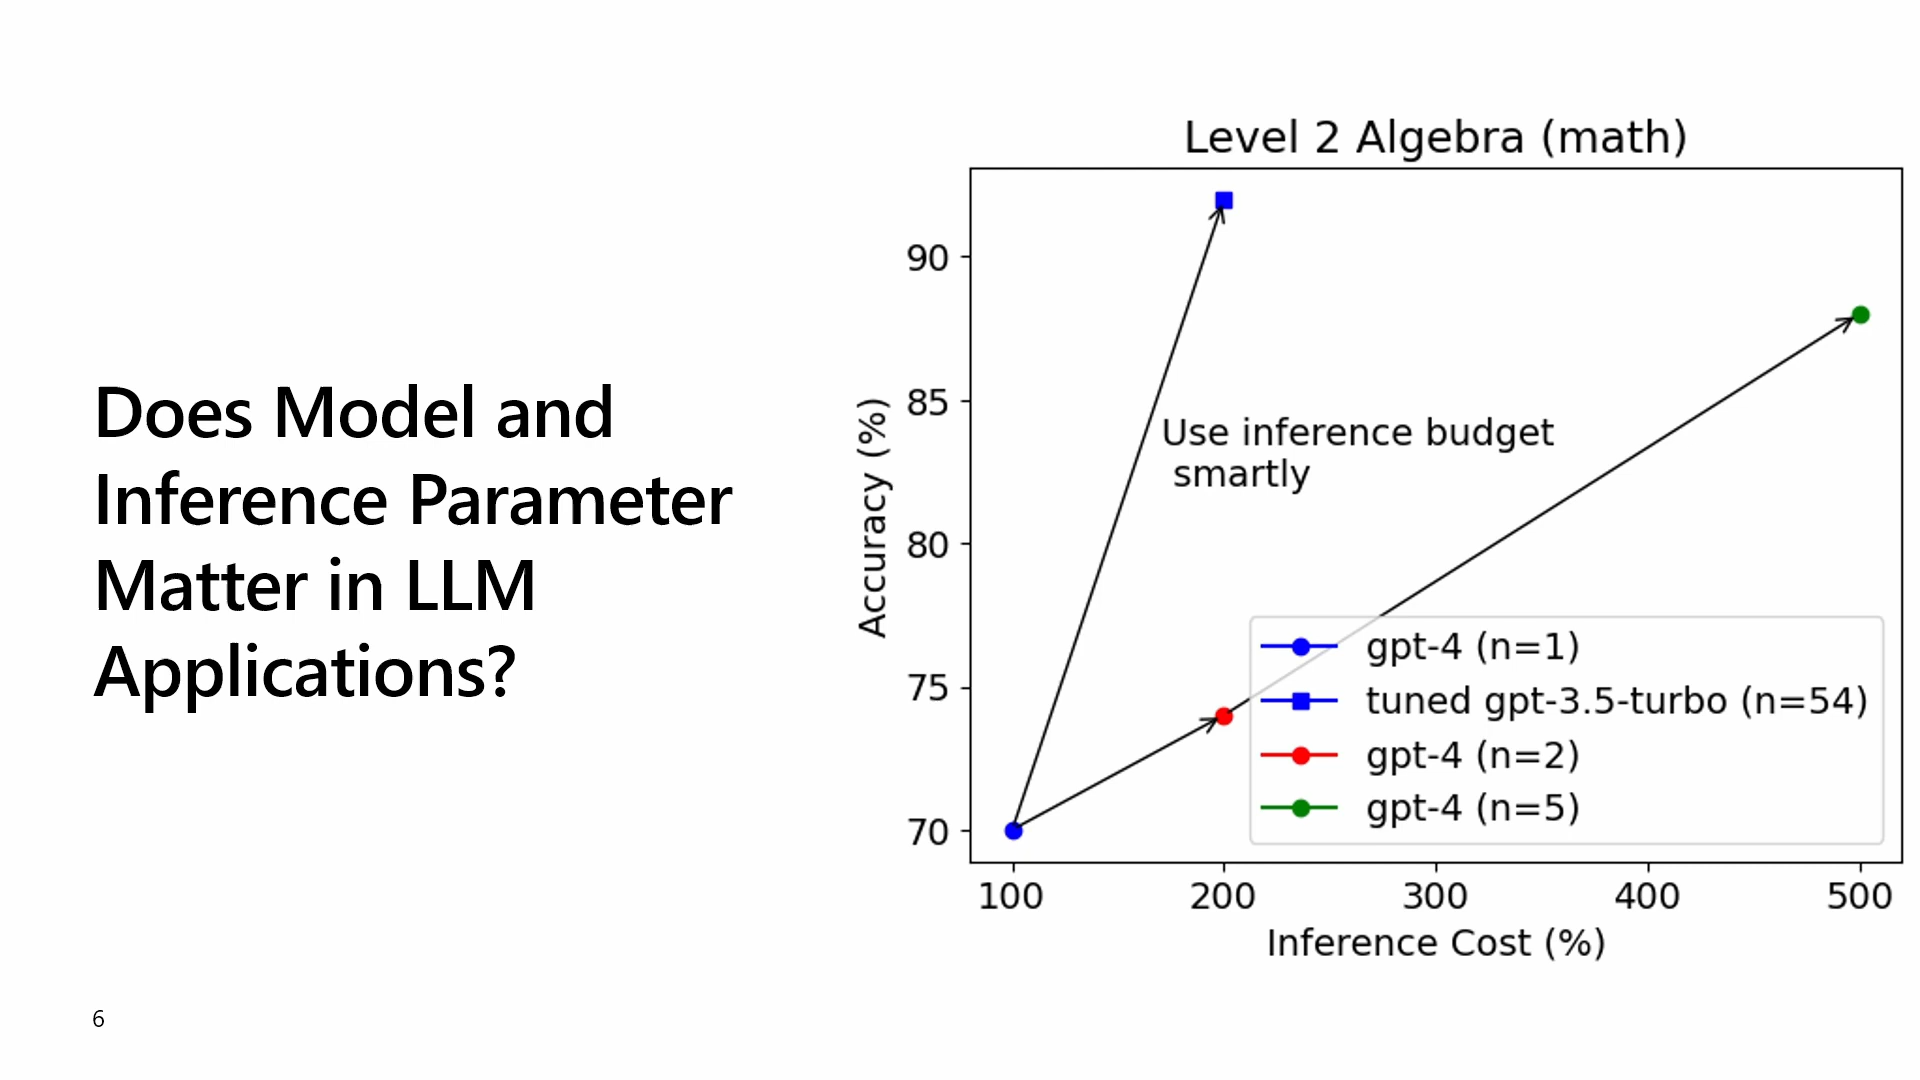 Does Model and
Inference Parameter
Matter in LLM
Applications?
6
Level 2 Algebra (math)
Accuracy (%)
90
85
80
75
70
Use inference budget
smartly
gpt-4 (n=1)
tuned gpt-3.5-turbo (n=54)
gpt-4 (n=2)
gpt-4 (n=5)
100 200 300 400 500
Inference Cost (%)